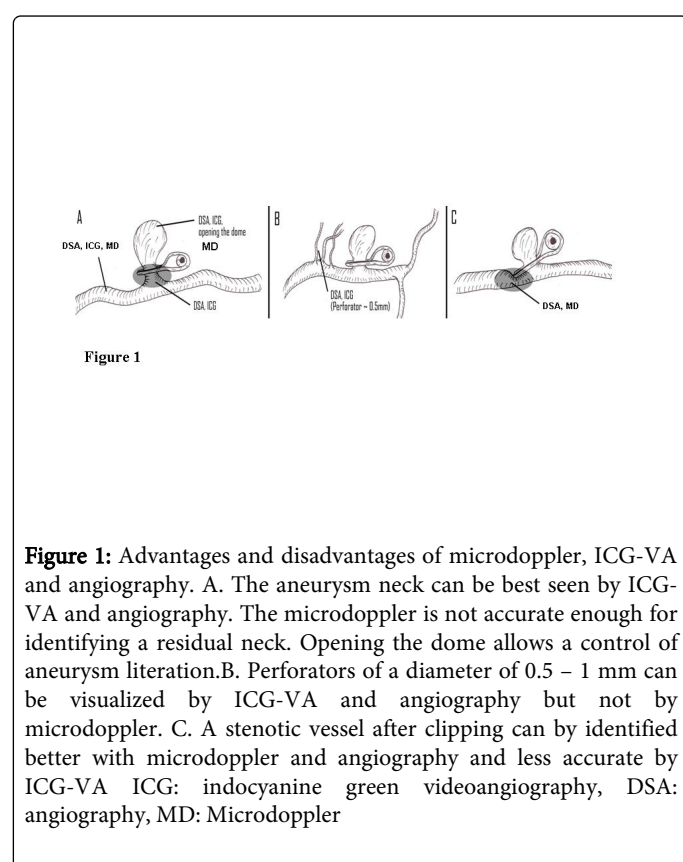 A
DSA, ICG,
opening the dome
MD
DSA, ICG, MD
DSA, ICG
B
DSA, ICG
(Perforator ~ 0.5mm)
C
DSA, MD
Figure 1
Figure 1: Advantages and disadvantages of microdoppler, ICG-VA
and angiography. A. The aneurysm neck can be best seen by ICG-
VA and angiography. The microdoppler is not accurate enough for
identifying a residual neck. Opening the dome allows a control of
aneurysm literation.B. Perforators of a diameter of 0.5 – 1 mm can
be visualized by ICG-VA and angiography but not by
microdoppler. C. A stenotic vessel after clipping can by identified
better with microdoppler and angiography and less accurate by
ICG-VA ICG: indocyanine green videoangiography, DSA:
angiography, MD: Microdoppler